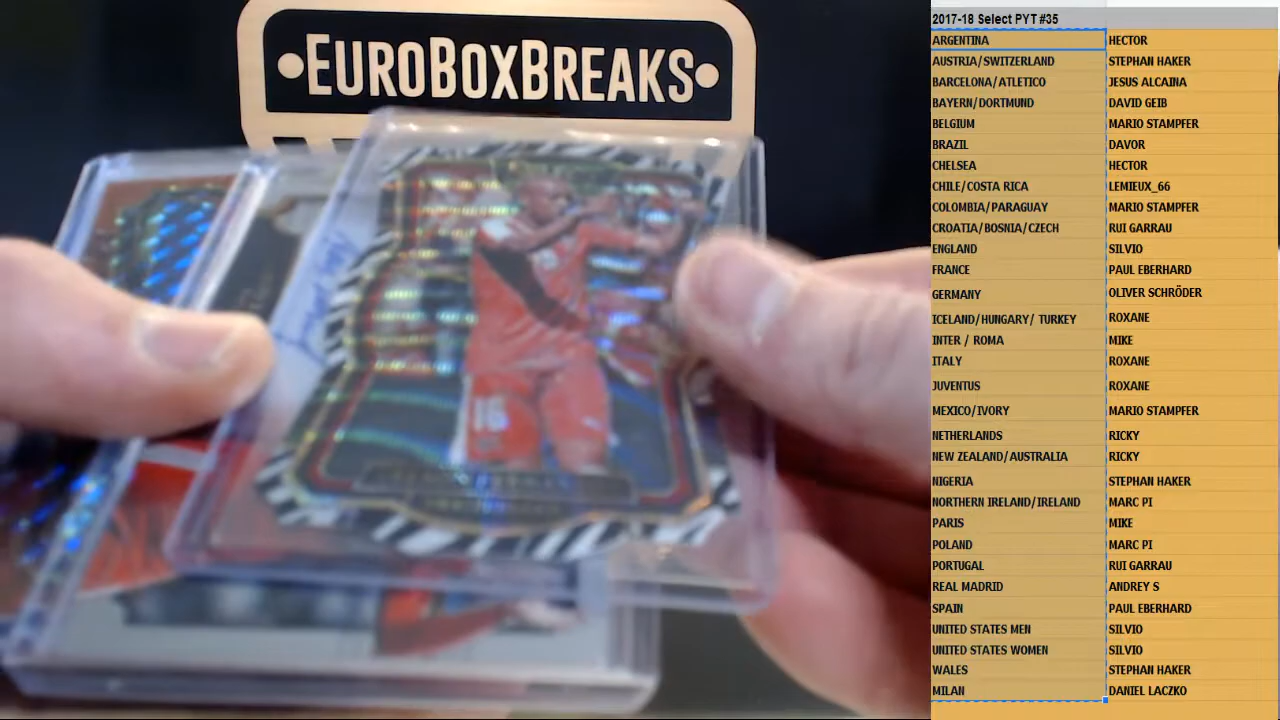 EUROBOXBREAKS
16
2017-18 Select PYT #35
ARGENTINA HECTOR
AUSTRIA/SWITZERLAND STEPHAN HAKER
BARCELONA/ATLETICO JESUS ALCAINA
BAYERN/DORTMUND DAVID GEIB
BELGIUM MARIO STAMPFER
BRAZIL DAVOR
CHELSEA HECTOR
CHILE/COSTA RICA LEMIEUX_66
COLOMBIA/PARAGUAY MARIO STAMPFER
CROATIA/BOSNIA/CZECH RUI GARRAU
ENGLAND SILVIO
FRANCE PAUL EBERHARD
GERMANY OLIVER SCHRÖDER
ICELAND/HUNGARY/ TURKEY ROXANE
INTER / ROMA MIKE
ITALY ROXANE
JUVENTUS ROXANE
MEXICO/IVORY MARIO STAMPFER
NETHERLANDS RICKY
NEW ZEALAND/AUSTRALIA RICKY
NIGERIA STEPHAN HAKER
NORTHERN IRELAND/IRELAND MARC PI
PARIS MIKE
POLAND MARC PI
PORTUGAL RUI GARRAU
REAL MADRID ANDREY S
SPAIN PAUL EBERHARD
UNITED STATES MEN SILVIO
UNITED STATES WOMEN SILVIO
WALES STEPHAN HAKER
MILAN DANIEL LACZKO